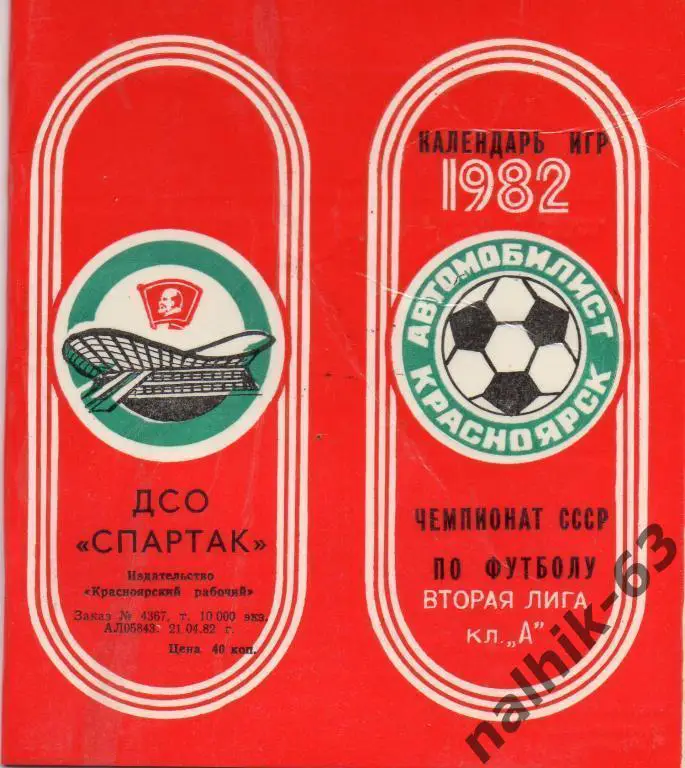 ДСО
«СПАРТАК»
Издательство
«Красноярский рабочий»
Заказ № 4367, т. 10 000 экз.
АЛ05843. 21.04.82 г.
Цена 40 коп.
КАЛЕНДАРЬ ИГР
1982
АВТОМОБИЛИСТ
КРАСНОЯРСК
ЧЕМПИОНАТ СССР
ПО ФУТБОЛУ
ВТОРАЯ ЛИГА
КЛ. „А"
nalhik-63